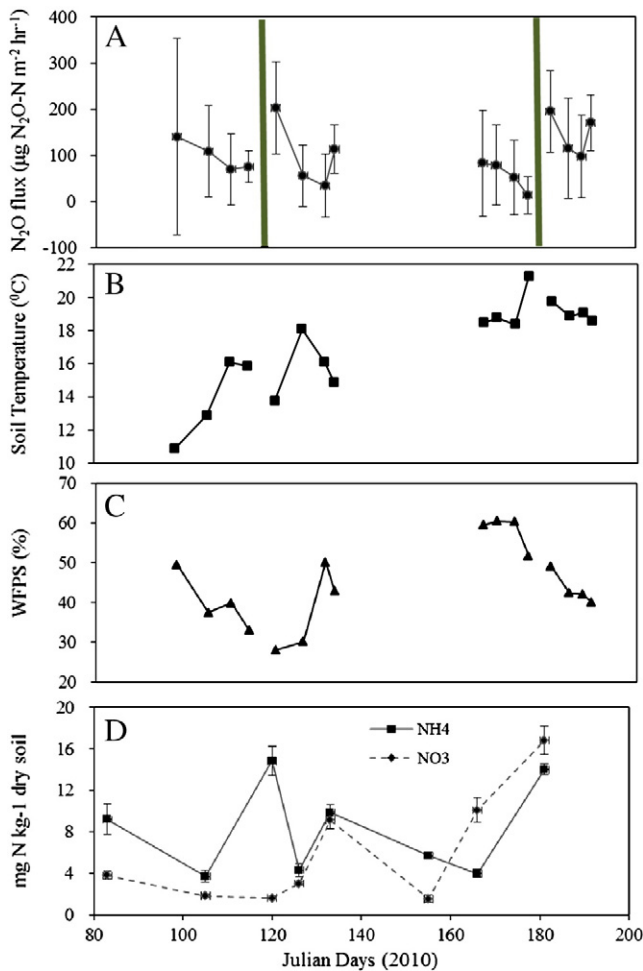 A
N₂O flux (µg N₂O-N m⁻² hr⁻¹)
400
300
200
100
0
-100
B
Soil Temperature (⁰C)
22
20
18
16
14
12
10
C
WFPS (%)
70
60
50
40
30
20
D
mg N kg-1 dry soil
20
16
12
8
4
0
NH4
NO3
80
100
120
140
160
180
200
Julian Days (2010)